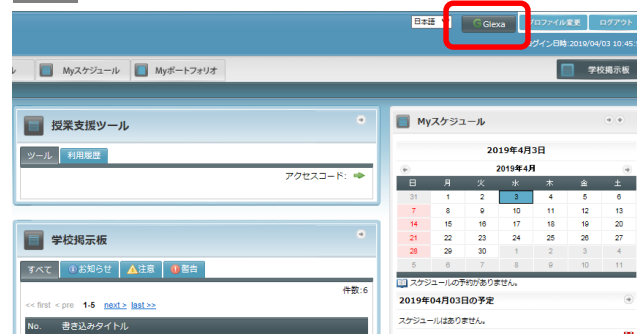 日本語
Glexa
プロファイル変更
ログアウト
ログイン日時:2019/04/03 10:45:
Myスケジュール
Myポートフォリオ
学校掲示板
授業支援ツール
ツール
利用履歴
アクセスコード:
学校掲示板
すべて
お知らせ
注意
警告
件数:6
<< first < pre 1-5 next > last >>
No. 書き込みタイトル
Myスケジュール
2019年4月3日
2019年4月
日 月 火 水 木 金 土
31 1 2 3 4 5 6
7 8 9 10 11 12 13
14 15 16 17 18 19 20
21 22 23 24 25 26 27
28 29 30 1 2 3 4
5 6 7 8 9 10 11
スケジュールの予約があります。
2019年04月03日の予定
スケジュールはありません。